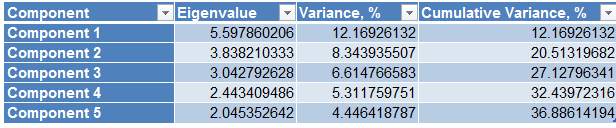 Component Eigenvalue Variance, % Cumulative Variance, %
Component 1 5.597860206 12.16926132 12.16926132
Component 2 3.838210333 8.343935507 20.51319682
Component 3 3.042792628 6.614766583 27.12796341
Component 4 2.443409486 5.311759751 32.43972316
Component 5 2.045352642 4.446418787 36.88614194